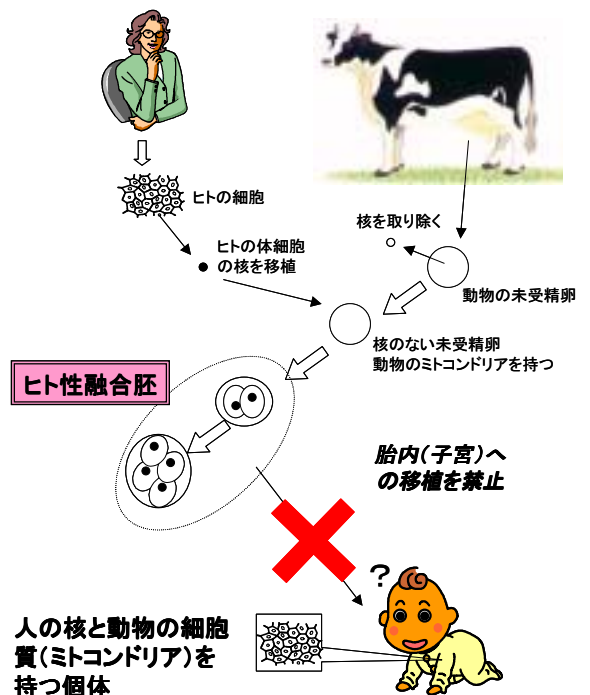 ヒトの細胞
核を取り除く
ヒトの体細胞
の核を移植
動物の未受精卵
核のない未受精卵
動物のミトコンドリアを持つ
ヒト性融合胚
胎内(子宮)へ
の移植を禁止
?
人の核と動物の細胞
質(ミトコンドリア)を
持つ個体